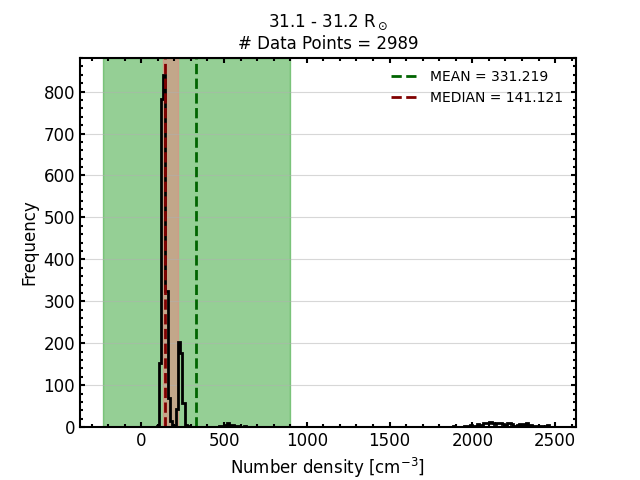 31.1 - 31.2 R⊙
# Data Points = 2989
MEAN = 331.219
MEDIAN = 141.121
Frequency
800
700
600
500
400
300
200
100
0
0 500 1000 1500 2000 2500
Number density [cm⁻³]